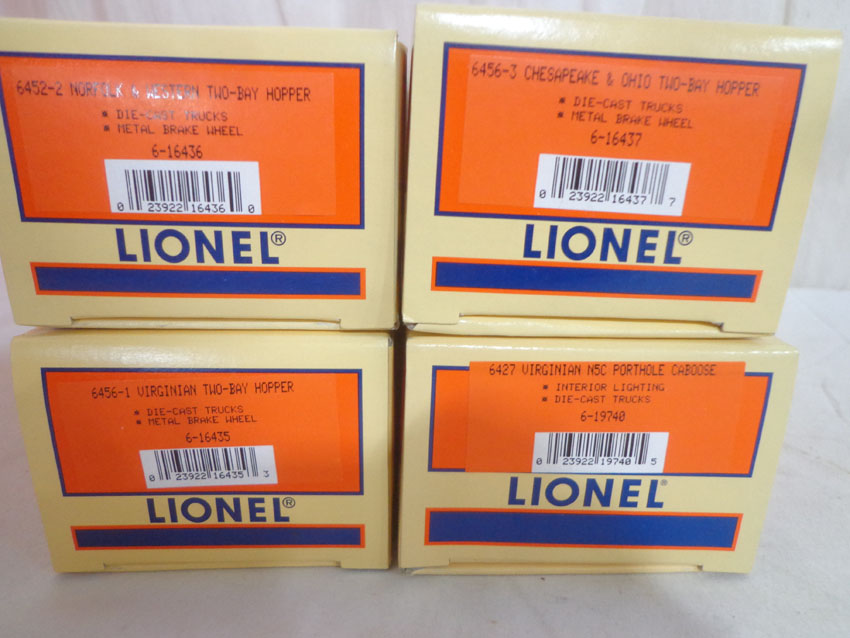 6452-2 NORFOLK & WESTERN TWO-BAY HOPPER
▪ DIE-CAST TRUCKS
▪ METAL BRAKE WHEEL
6-16436
0 23922 16436 0
LIONEL®
6456-3 CHESAPEAKE & OHIO TWO-BAY HOPPER
▪ DIE-CAST TRUCKS
▪ METAL BRAKE WHEEL
6-16437
0 23922 16437 7
LIONEL®
6456-1 VIRGINIAN TWO-BAY HOPPER
▪ DIE-CAST TRUCKS
▪ METAL BRAKE WHEEL
6-16435
0 23922 16435 3
LIONEL®
6427 VIRGINIAN N5C PORTHOLE CABOOSE
▪ INTERIOR LIGHTING
▪ DIE-CAST TRUCKS
6-19740
0 23922 19740 5
LIONEL®